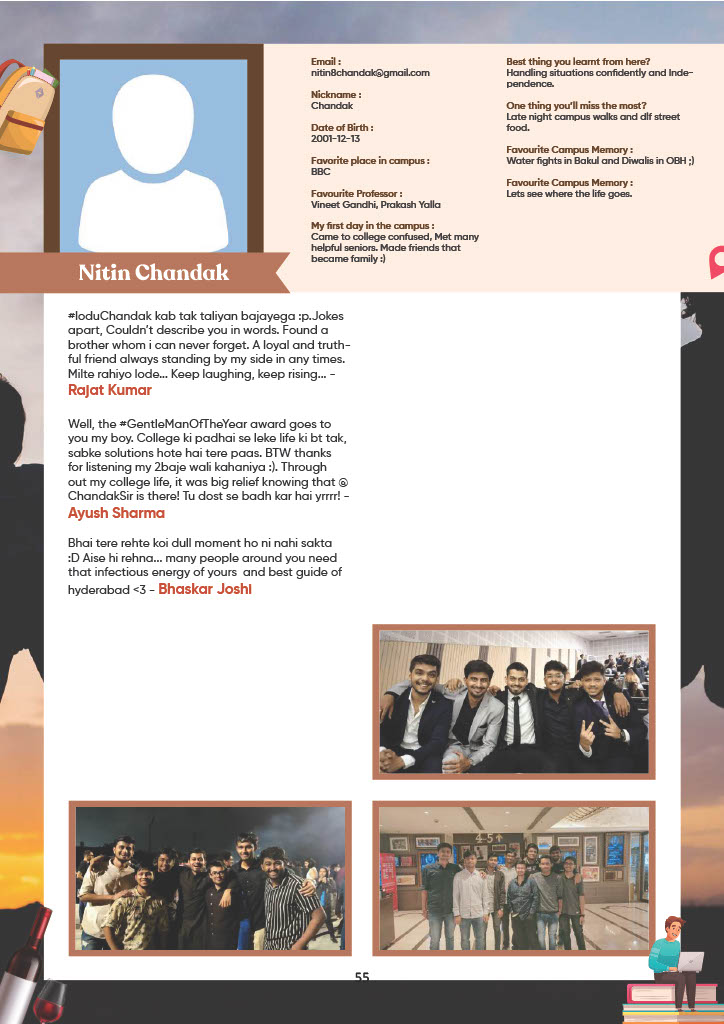 Nitin Chandak
Email :
nitin8chandak@gmail.com
Nickname :
Chandak
Date of Birth :
2001-12-13
Favorite place in campus :
BBC
Favourite Professor :
Vineet Gandhi, Prakash Yalla
My first day in the campus :
Came to college confused, Met many
helpful seniors. Made friends that
became family :)
Best thing you learnt from here?
Handling situations confidently and Inde-
pendence.
One thing you'll miss the most?
Late night campus walks and dlf street
food.
Favourite Campus Memory :
Water fights in Bakul and Diwalis in OBH ;)
Favourite Campus Memory :
Lets see where the life goes.
#loduChandak kab tak taliyan bajayega :p.Jokes
apart, Couldn't describe you in words. Found a
brother whom i can never forget. A loyal and truth-
ful friend always standing by my side in any times.
Milte rahiyo lode... Keep laughing, keep rising... -
Rajat Kumar
Well, the #GentleManOfTheYear award goes to
you my boy. College ki padhai se leke life ki bt tak,
sabke solutions hote hai tere paas. BTW thanks
for listening my 2baje wali kahaniya :). Through
out my college life, it was big relief knowing that @
ChandakSir is there! Tu dost se badh kar hai yrrrr! -
Ayush Sharma
Bhai tere rehte koi dull moment ho ni nahi sakta
:D Aise hi rehna... many people around you need
that infectious energy of yours  and best guide of
hyderabad <3 - Bhaskar Joshi
4-5↑
55